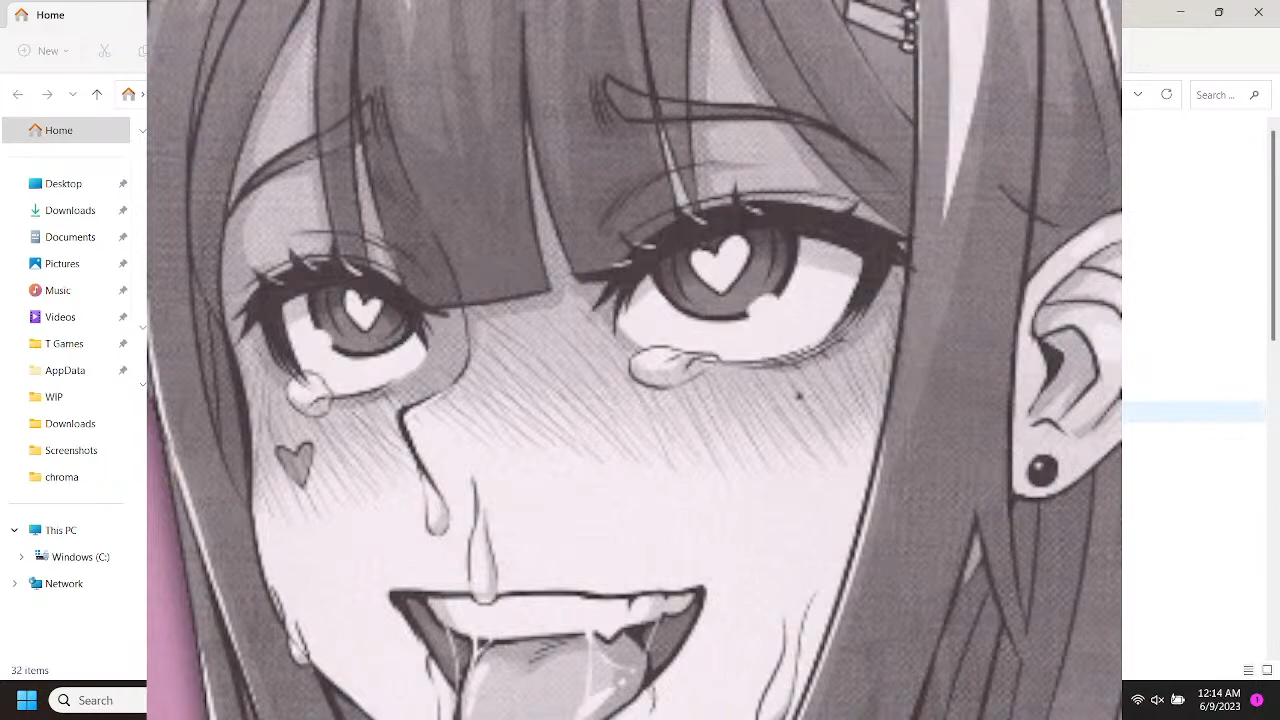 Home
New
Search ...
Home
Desktop
Downloads
Documents
Pictures
Music
Videos
T Games
AppData
WiP
Downloads
Screenshots
chroma
This PC
Windows (C:)
Network
32 items
Search
12:14 AM
6/9/2023
1